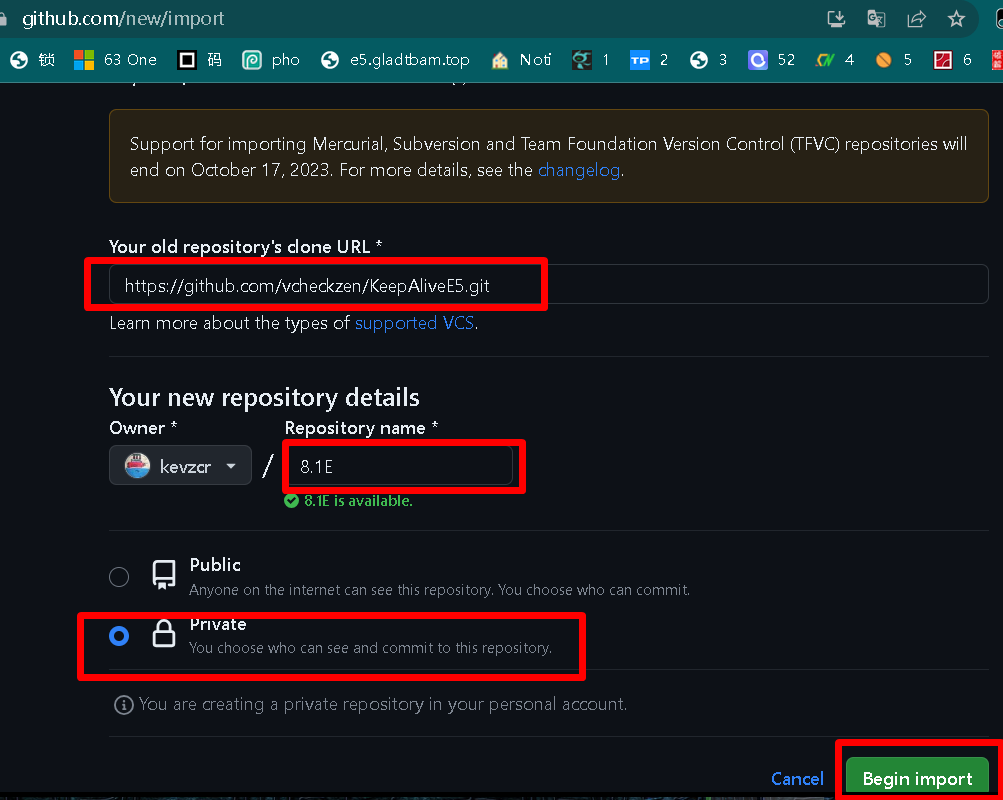 github.com/new/import
锁 63 One 码 pho e5.gladtbam.top Noti 1 TP 2 3 52 4 5 6
Support for importing Mercurial, Subversion and Team Foundation Version Control (TFVC) repositories will
end on October 17, 2023. For more details, see the changelog.
Your old repository's clone URL *
https://github.com/vcheckzen/KeepAliveE5.git
Learn more about the types of supported VCS.
Your new repository details
Owner * Repository name *
kevzcr / 8.1E
8.1E is available.
Public
Anyone on the internet can see this repository. You choose who can commit.
Private
You choose who can see and commit to this repository.
You are creating a private repository in your personal account.
Cancel Begin import